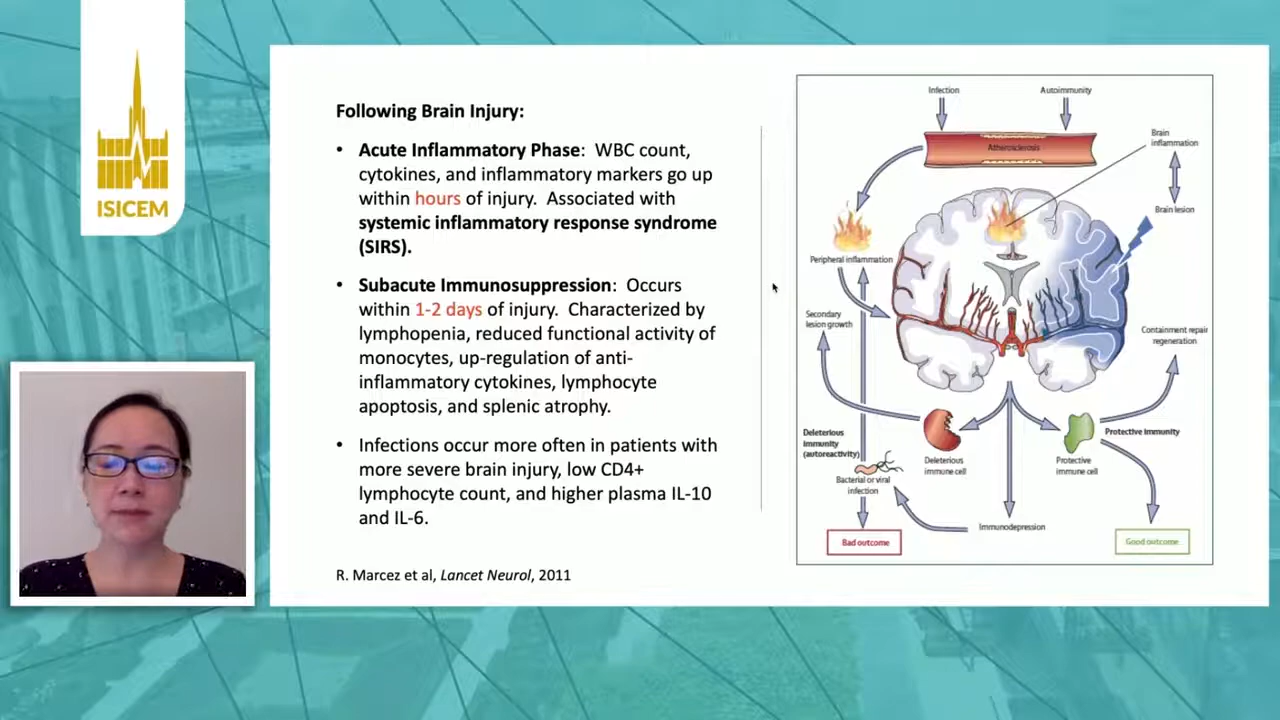 ISICEM
Following Brain Injury:
• Acute Inflammatory Phase: WBC count,
cytokines, and inflammatory markers go up
within hours of injury. Associated with
systemic inflammatory response syndrome
(SIRS).
• Subacute Immunosuppression: Occurs
within 1-2 days of injury. Characterized by
lymphopenia, reduced functional activity of
monocytes, up-regulation of anti-
inflammatory cytokines, lymphocyte
apoptosis, and splenic atrophy.
• Infections occur more often in patients with
more severe brain injury, low CD4+
lymphocyte count, and higher plasma IL-10
and IL-6.
R. Marcez et al, Lancet Neurol, 2011
Infection
Autoimmunity
Atherosclerosis
Brain
inflammation
Brain lesion
Peripheral inflammation
Secondary
lesion growth
Containment repair
regeneration
Deleterious
immunity
(autoreactivity)
Deleterious
immune cell
Protective
immune cell
Protective immunity
Bacterial or viral
infection
Immunodepression
Bad outcome
Good outcome